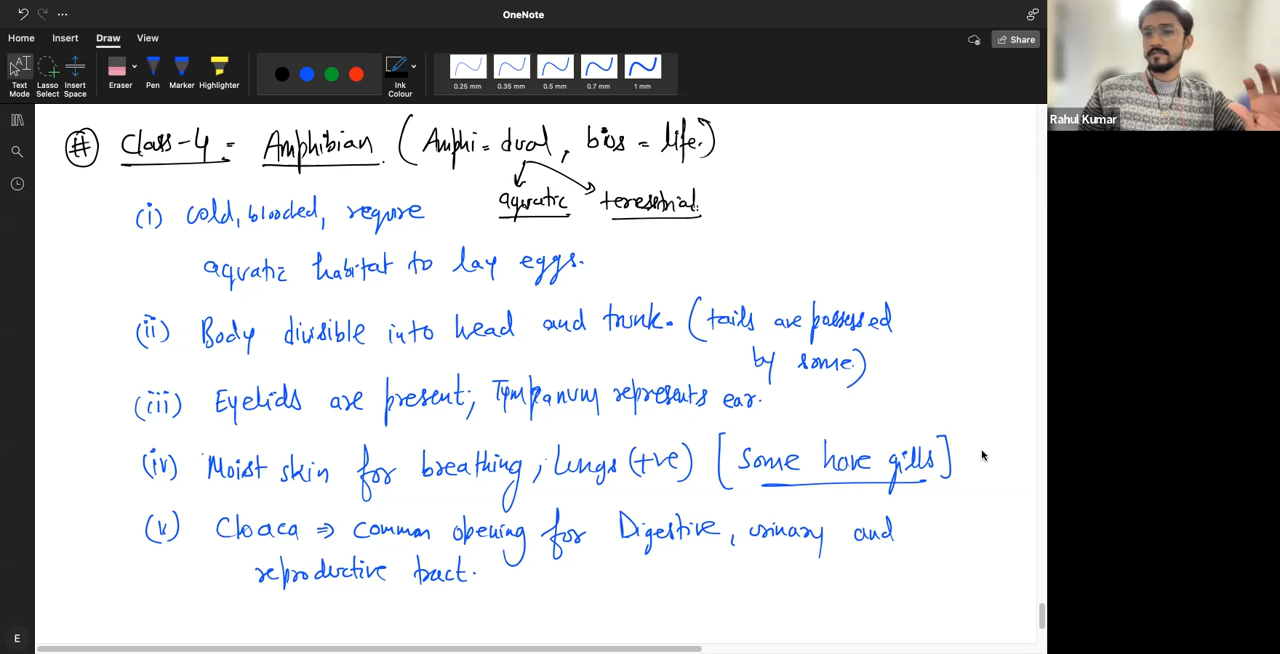 OneNote
Home Insert Draw View
Share
Text Mode
Lasso Select
Insert Space
Eraser
Pen
Marker
Highlighter
Ink Colour
0.25 mm 0.35 mm 0.5 mm 0.7 mm 1 mm
Rahul Kumar
# Class-4 = Amphibian (Amphi = dual, bios = life.)
aquatic terestrial
(i) cold, blooded, require
aquatic habitat to lay eggs.
(ii) Body divisible into head and trunk. (tails are possessed
by some.)
(iii) Eyelids are present; Tympanum represents ear.
(iv) Moist skin for breathing, lungs (+ve) [some have gills]
(v) Cloaca ⇒ common opening for Digestive, urinary and
reproductive tract.
E